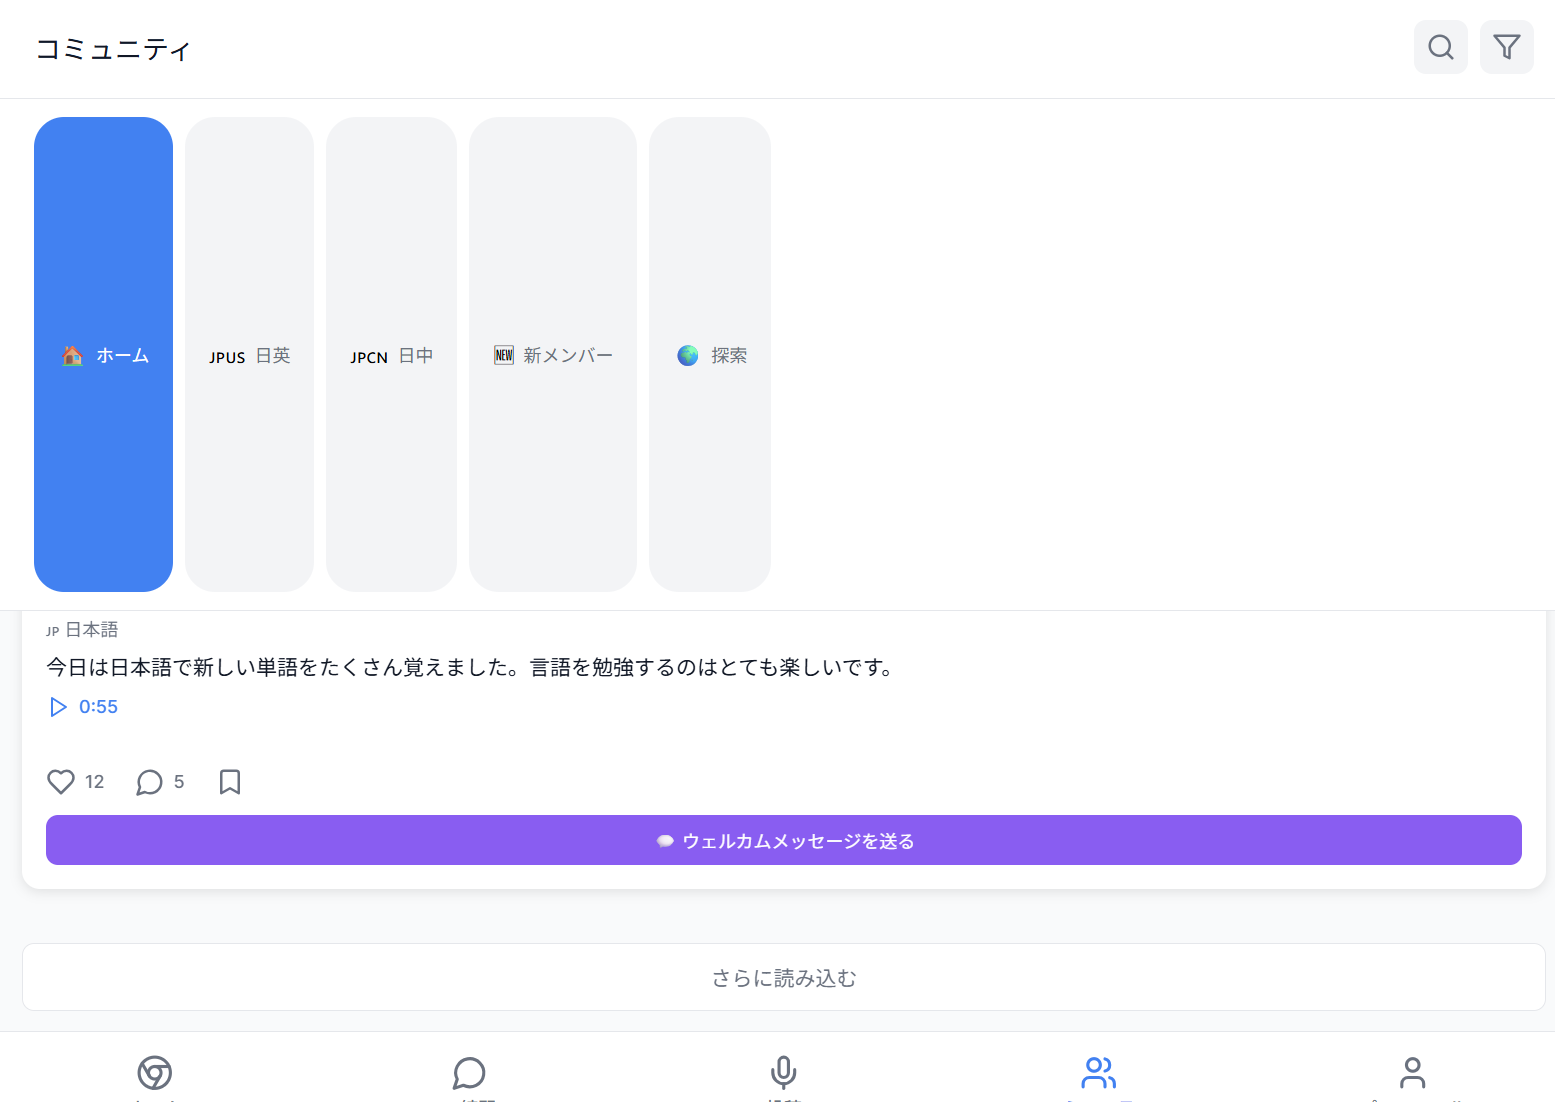 コミュニティ
ホーム
JPUS 日英
JPCN 日中
NEW 新メンバー
探索
JP 日本語
今日は日本語で新しい単語をたくさん覚えました。言語を勉強するのはとても楽しいです。
0:55
12 5
ウェルカムメッセージを送る
さらに読み込む